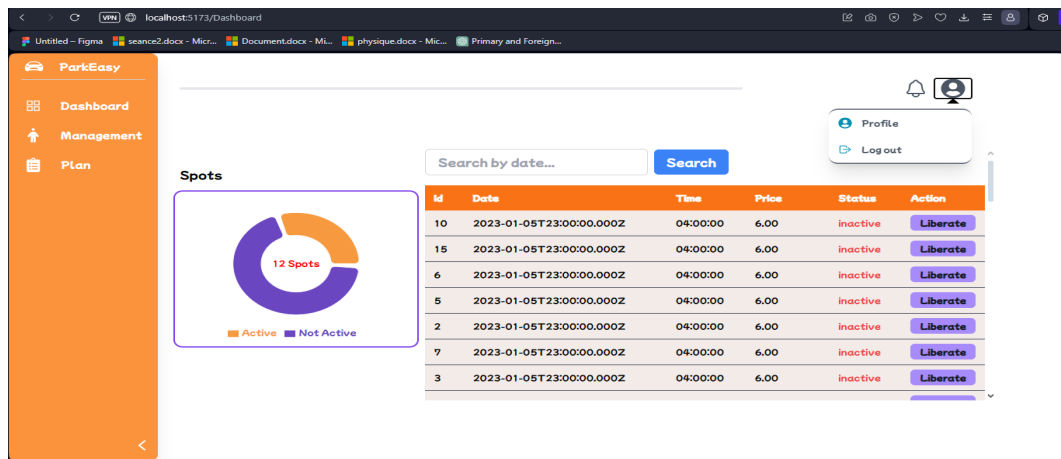 VPN localhost:5173/Dashboard
Untitled – Figma seance2.docx - Micr... Document.docx - Mi... physique.docx - Mic... Primary and Foreign...
ParkEasy
Dashboard
Management
Plan
Profile
Log out
Search by date... Search
Spots
12 Spots
Active Not Active
Id Date Time Price Status Action
10 2023-01-05T23:00:00.000Z 04:00:00 6.00 inactive Liberate
15 2023-01-05T23:00:00.000Z 04:00:00 6.00 inactive Liberate
6 2023-01-05T23:00:00.000Z 04:00:00 6.00 inactive Liberate
5 2023-01-05T23:00:00.000Z 04:00:00 6.00 inactive Liberate
2 2023-01-05T23:00:00.000Z 04:00:00 6.00 inactive Liberate
7 2023-01-05T23:00:00.000Z 04:00:00 6.00 inactive Liberate
3 2023-01-05T23:00:00.000Z 04:00:00 6.00 inactive Liberate